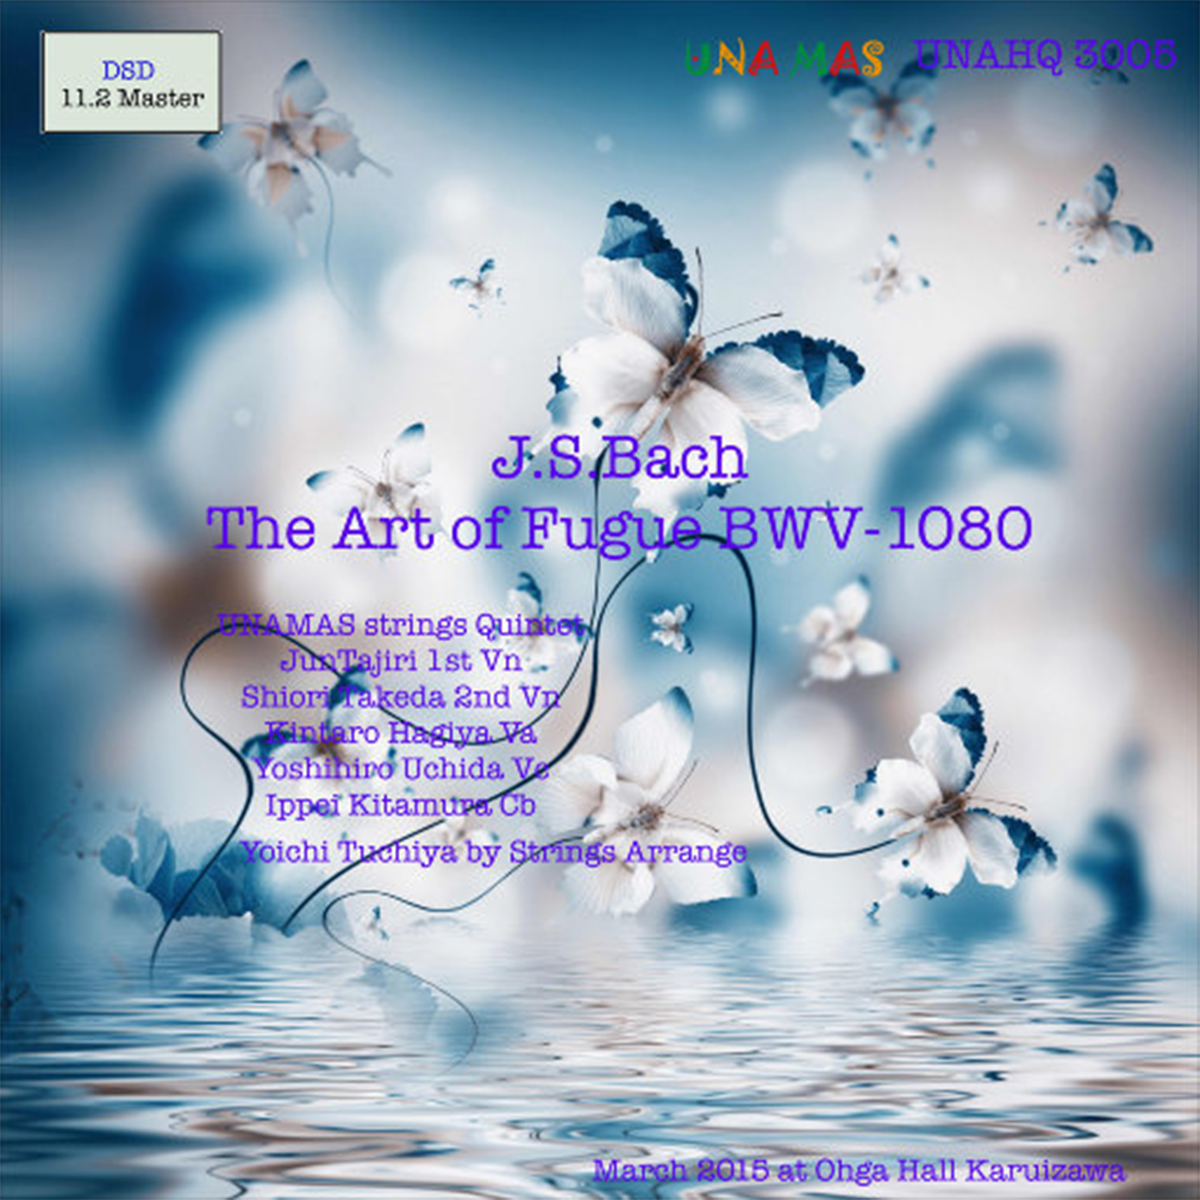 DSD
11.2 Master
UNA MAS UNAHQ 3005
J.S.Bach
The Art of Fugue BWV-1080
UNAMAS strings Quintet
JunTajiri 1st Vn
Shiori Takeda 2nd Vn
Kintaro Hagiya Va
Yoshihiro Uchida Vc
Ippei Kitamura Cb
Yoichi Tuchiya by Strings Arrange
March 2015 at Ohga Hall Karuizawa